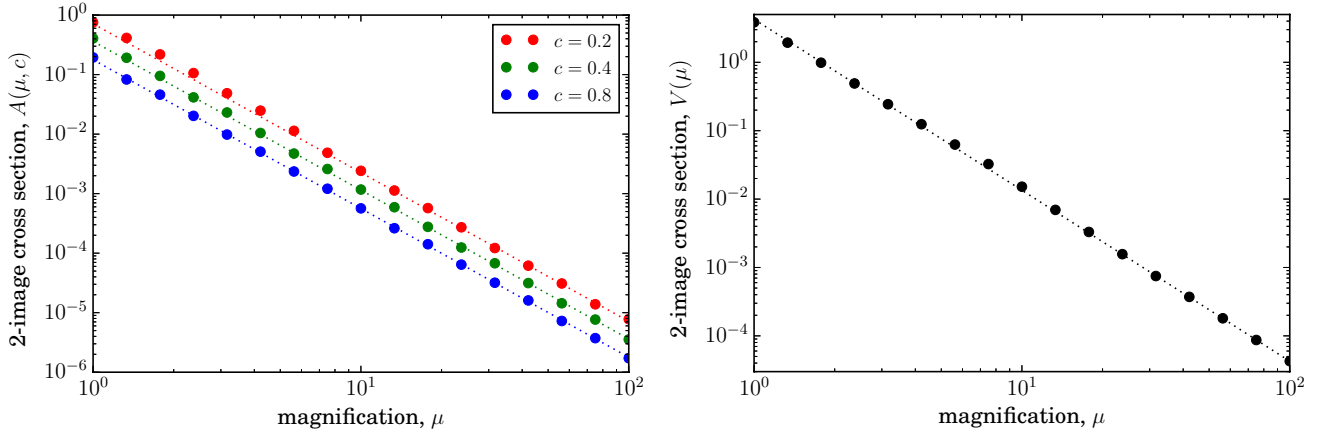 10^0
10^-1
10^-2
10^-3
10^-4
10^-5
10^-6
2-image cross section, A(μ, c)
c = 0.2
c = 0.4
c = 0.8
10^0
10^1
10^2
magnification, μ
10^0
10^-1
10^-2
10^-3
10^-4
2-image cross section, V(μ)
10^0
10^1
10^2
magnification, μ